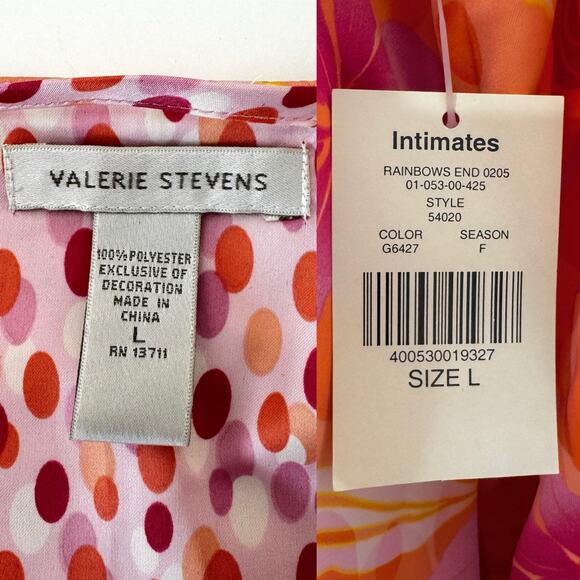 VALERIE STEVENS
100% POLYESTER
EXCLUSIVE OF
DECORATION
MADE IN
CHINA
L
RN 13711
Intimates
RAINBOWS END 0205
01-053-00-425
STYLE
54020
COLOR SEASON
G6427 F
400530019327
SIZE L